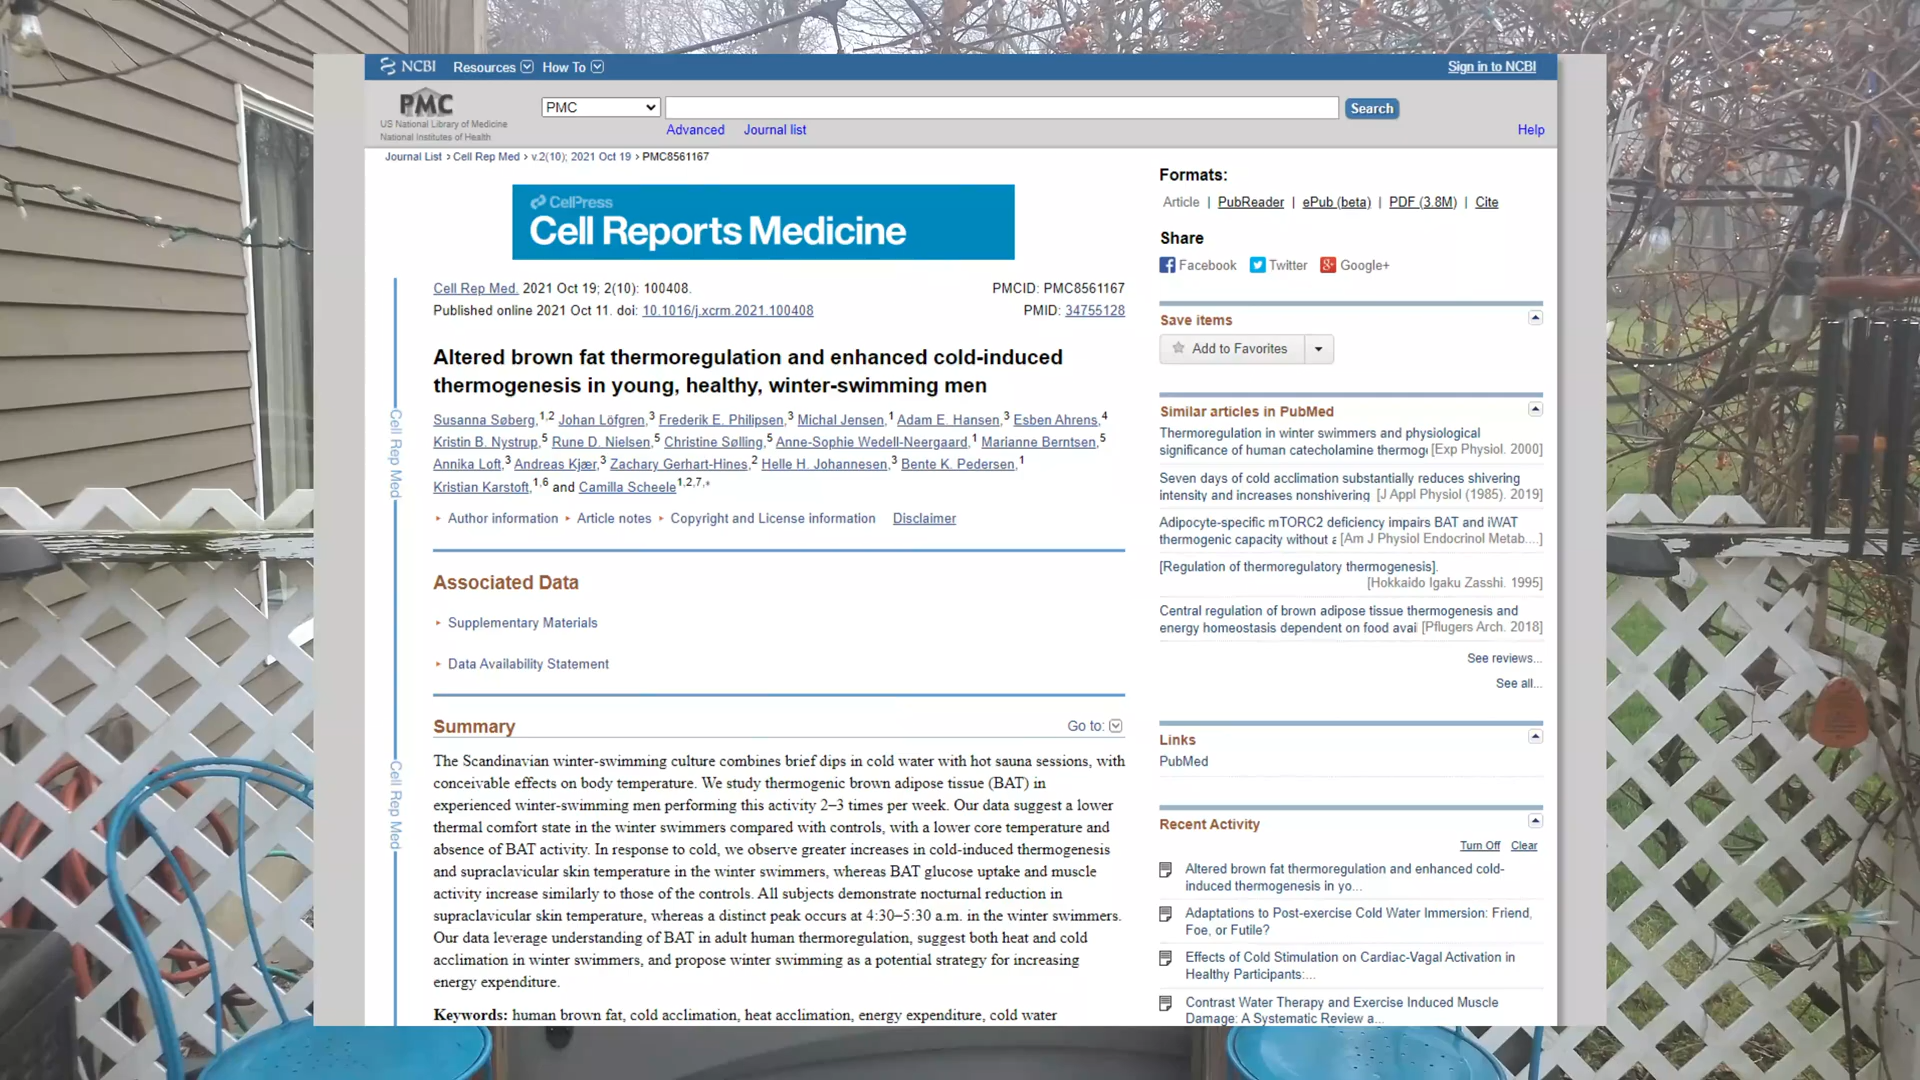 NCBI Resources How To Sign in to NCBI
PMC
US National Library of Medicine
National Institutes of Health
PMC Search
Advanced Journal list Help
Journal List › Cell Rep Med › v.2(10); 2021 Oct 19 › PMC8561167
CellPress
Cell Reports Medicine
Cell Rep Med. 2021 Oct 19; 2(10): 100408. PMCID: PMC8561167
Published online 2021 Oct 11. doi: 10.1016/j.xcrm.2021.100408 PMID: 34755128
Altered brown fat thermoregulation and enhanced cold-induced
thermogenesis in young, healthy, winter-swimming men
Susanna Søberg,1,2 Johan Löfgren,3 Frederik E. Philipsen,3 Michal Jensen,1 Adam E. Hansen,3 Esben Ahrens,4
Kristin B. Nystrup,5 Rune D. Nielsen,5 Christine Sølling,5 Anne-Sophie Wedell-Neergaard,1 Marianne Berntsen,5
Annika Loft,3 Andreas Kjær,3 Zachary Gerhart-Hines,2 Helle H. Johannesen,3 Bente K. Pedersen,1
Kristian Karstoft,1,6 and Camilla Scheele1,2,7,*
Author information Article notes Copyright and License information Disclaimer
Associated Data
Supplementary Materials
Data Availability Statement
Summary Go to:
The Scandinavian winter-swimming culture combines brief dips in cold water with hot sauna sessions, with
conceivable effects on body temperature. We study thermogenic brown adipose tissue (BAT) in
experienced winter-swimming men performing this activity 2–3 times per week. Our data suggest a lower
thermal comfort state in the winter swimmers compared with controls, with a lower core temperature and
absence of BAT activity. In response to cold, we observe greater increases in cold-induced thermogenesis
and supraclavicular skin temperature in the winter swimmers, whereas BAT glucose uptake and muscle
activity increase similarly to those of the controls. All subjects demonstrate nocturnal reduction in
supraclavicular skin temperature, whereas a distinct peak occurs at 4:30–5:30 a.m. in the winter swimmers.
Our data leverage understanding of BAT in adult human thermoregulation, suggest both heat and cold
acclimation in winter swimmers, and propose winter swimming as a potential strategy for increasing
energy expenditure.
Keywords: human brown fat, cold acclimation, heat acclimation, energy expenditure, cold water
Cell Rep Med
Cell Rep Med
Formats:
Article | PubReader | ePub (beta) | PDF (3.8M) | Cite
Share
Facebook Twitter Google+
Save items
Add to Favorites
Similar articles in PubMed
Thermoregulation in winter swimmers and physiological
significance of human catecholamine thermog [Exp Physiol. 2000]
Seven days of cold acclimation substantially reduces shivering
intensity and increases nonshivering [J Appl Physiol (1985). 2019]
Adipocyte-specific mTORC2 deficiency impairs BAT and iWAT
thermogenic capacity without a [Am J Physiol Endocrinol Metab....]
[Regulation of thermoregulatory thermogenesis].
[Hokkaido Igaku Zasshi. 1995]
Central regulation of brown adipose tissue thermogenesis and
energy homeostasis dependent on food avai [Pflugers Arch. 2018]
See reviews...
See all...
Links
PubMed
Recent Activity
Turn Off Clear
Altered brown fat thermoregulation and enhanced cold-
induced thermogenesis in yo...
Adaptations to Post-exercise Cold Water Immersion: Friend,
Foe, or Futile?
Effects of Cold Stimulation on Cardiac-Vagal Activation in
Healthy Participants:...
Contrast Water Therapy and Exercise Induced Muscle
Damage: A Systematic Review a...